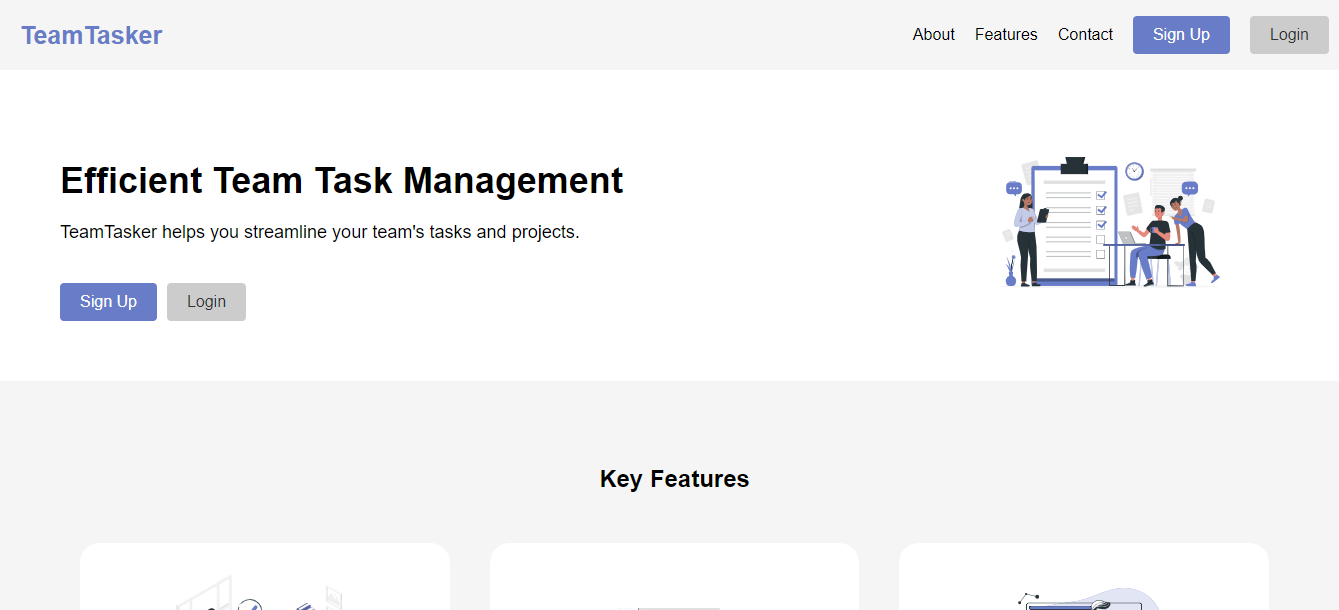 TeamTasker
About Features Contact Sign Up Login
Efficient Team Task Management
TeamTasker helps you streamline your team's tasks and projects.
Sign Up Login
Key Features